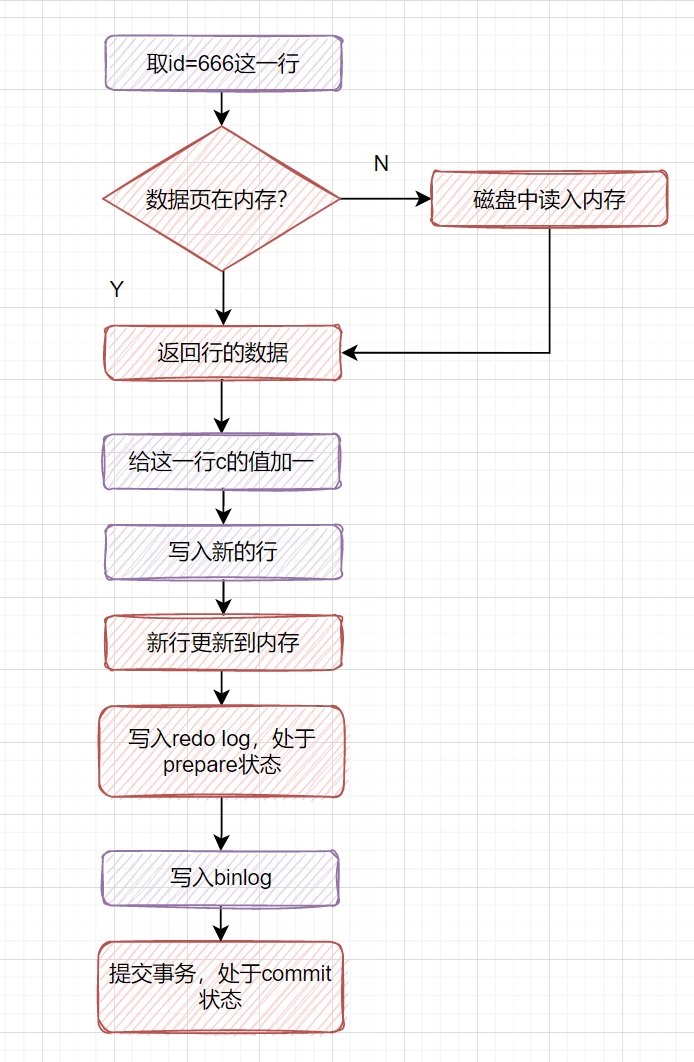 取id=666这一行
数据页在内存?
N
磁盘中读入内存
Y
返回行的数据
给这一行c的值加一
写入新的行
新行更新到内存
写入redo log，处于
prepare状态
写入binlog
提交事务，处于commit
状态